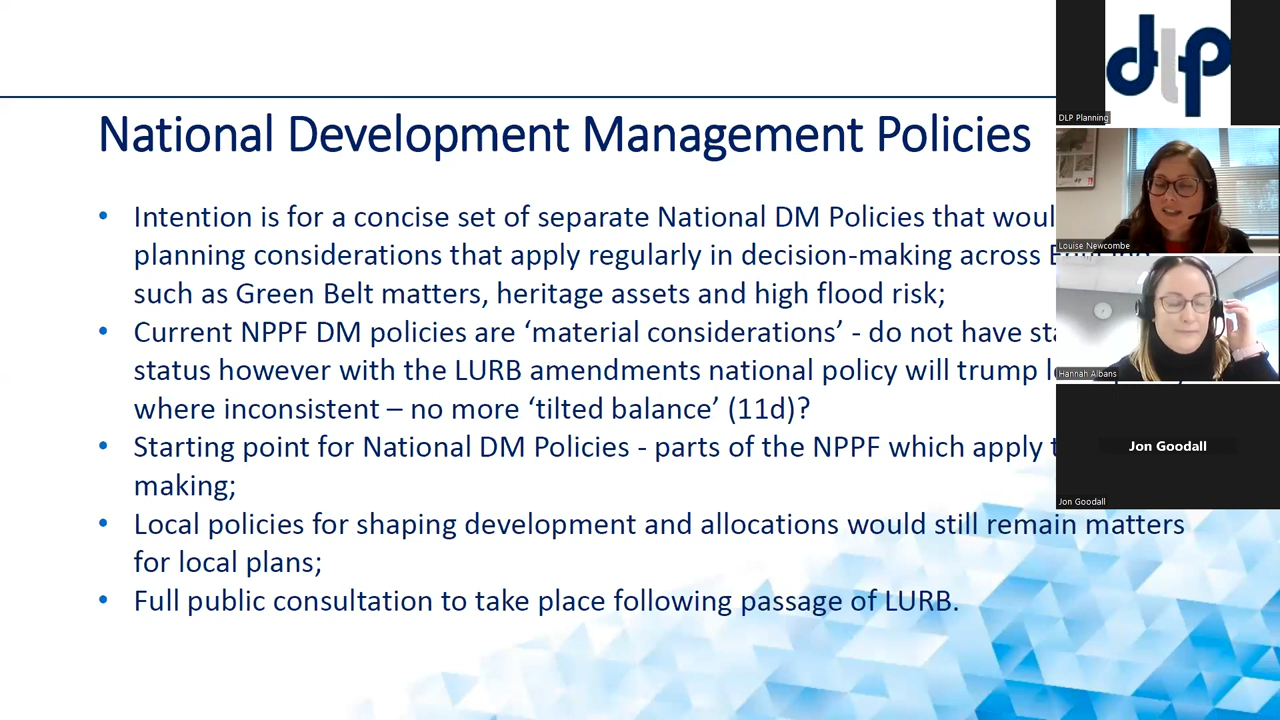 National Development Management Policies
• Intention is for a concise set of separate National DM Policies that
planning considerations that apply regularly in decision-making across
such as Green Belt matters, heritage assets and high flood risk;
• Current NPPF DM policies are ‘material considerations’ - do not have
status however with the LURB amendments national policy will trump
where inconsistent – no more ‘tilted balance’ (11d)?
• Starting point for National DM Policies - parts of the NPPF which apply
making;
• Local policies for shaping development and allocations would still remain matters
for local plans;
• Full public consultation to take place following passage of LURB.
dlp
DLP Planning
Louise Newcombe
Hannah Albans
Jon Goodall
Jon Goodall